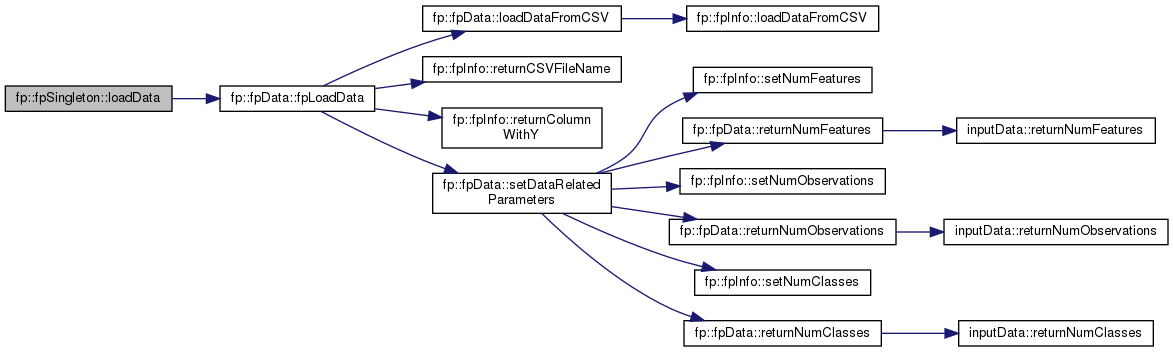 fp::fpSingleton::loadData
fp::fpData::fpLoadData
fp::fpData::loadDataFromCSV
fp::fpInfo::loadDataFromCSV
fp::fpInfo::returnCSVFileName
fp::fpInfo::returnColumn
WithY
fp::fpData::setDataRelated
Parameters
fp::fpInfo::setNumFeatures
fp::fpData::returnNumFeatures
inputData::returnNumFeatures
fp::fpInfo::setNumObservations
fp::fpData::returnNumObservations
inputData::returnNumObservations
fp::fpInfo::setNumClasses
fp::fpData::returnNumClasses
inputData::returnNumClasses